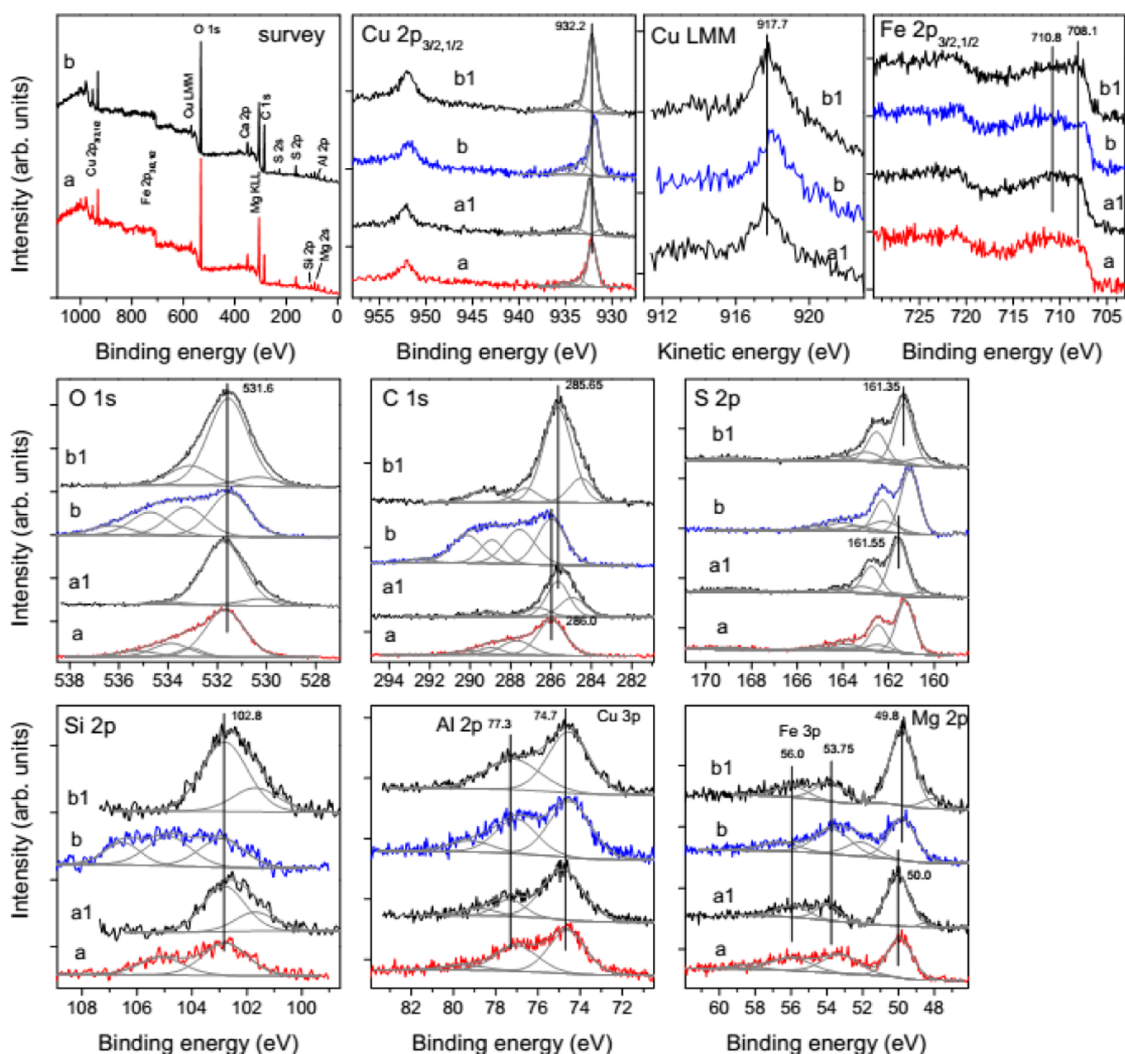 survey
O 1s
b
Cu LMM
Ca 2p
C 1s
S 2s
S 2p
Al 2p
Cu 2p3/2,1/2
Fe 2p3/2,1/2
Mg KLL
a
Si 2p
Mg 2s
Intensity (arb. units)
1000 800 600 400 200 0
Binding energy (eV)
Cu 2p3/2,1/2
932.2
b1
b
a1
a
955 950 945 940 935 930
Binding energy (eV)
Cu LMM
917.7
b1
b
a1
912 916 920
Kinetic energy (eV)
Fe 2p3/2,1/2
710.8
708.1
b1
b
a1
a
725 720 715 710 705
Binding energy (eV)
O 1s
531.6
b1
b
a1
a
Intensity (arb. units)
538 536 534 532 530 528
C 1s
285.65
b1
b
a1
286.0
a
294 292 290 288 286 284 282
S 2p
161.35
b1
b
161.55
a1
a
170 168 166 164 162 160
Si 2p
102.8
b1
b
a1
a
Intensity (arb. units)
108 106 104 102 100
Binding energy (eV)
Al 2p
77.3
74.7
Cu 3p
b1
b
a1
a
82 80 78 76 74 72
Binding energy (eV)
Fe 3p
56.0
53.75
49.8
Mg 2p
b1
b
50.0
a1
a
62 60 58 56 54 52 50 48 46
Binding energy (eV)